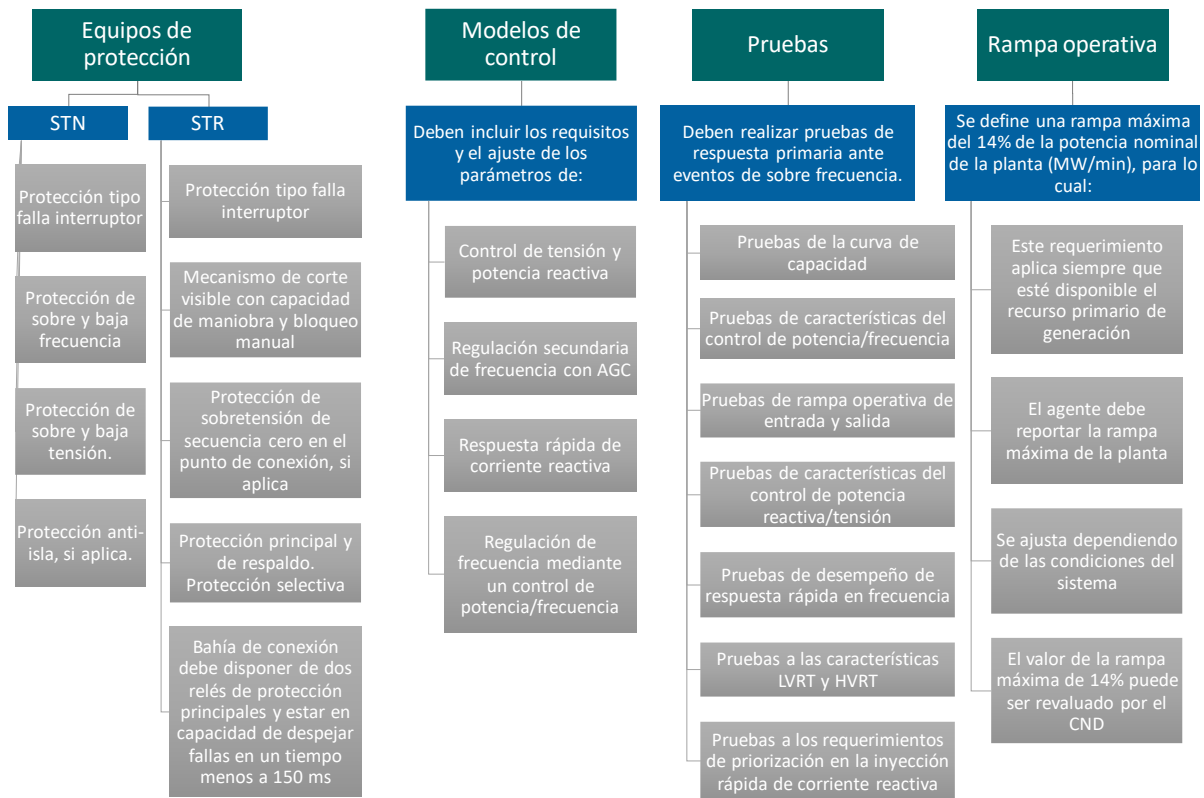 Equipos de
protección
STN
Protección tipo
falla interruptor
Protección de
sobre y baja
frecuencia
Protección de
sobre y baja
tensión.
Protección anti-
isla, si aplica.
STR
Protección tipo falla
interruptor
Mecanismo de corte
visible con capacidad
de maniobra y bloqueo
manual
Protección de
sobretensión de
secuencia cero en el
punto de conexión, si
aplica
Protección principal y
de respaldo.
Protección selectiva
Bahía de conexión
debe disponer de dos
relés de protección
principales y estar en
capacidad de despejar
fallas en un tiempo
menos a 150 ms
Modelos de
control
Deben incluir los requisitos
y el ajuste de los
parámetros de:
Control de tensión y
potencia reactiva
Regulación secundaria
de frecuencia con AGC
Respuesta rápida de
corriente reactiva
Regulación de
frecuencia mediante
un control de
potencia/frecuencia
Pruebas
Deben realizar pruebas de
respuesta primaria ante
eventos de sobre frecuencia.
Pruebas de la curva de
capacidad
Pruebas de características del
control de potencia/frecuencia
Pruebas de rampa operativa de
entrada y salida
Pruebas de características del
control de potencia
reactiva/tensión
Pruebas de desempeño de
respuesta rápida en frecuencia
Pruebas a las características
LVRT y HVRT
Pruebas a los requerimientos
de priorización en la inyección
rápida de corriente reactiva
Rampa operativa
Se define una rampa máxima
del 14% de la potencia nominal
de la planta (MW/min), para lo
cual:
Este requerimiento
aplica siempre que
esté disponible el
recurso primario de
generación
El agente debe
reportar la rampa
máxima de la planta
Se ajusta dependiendo
de las condiciones del
sistema
El valor de la rampa
máxima de 14% puede
ser revaluado por el
CND